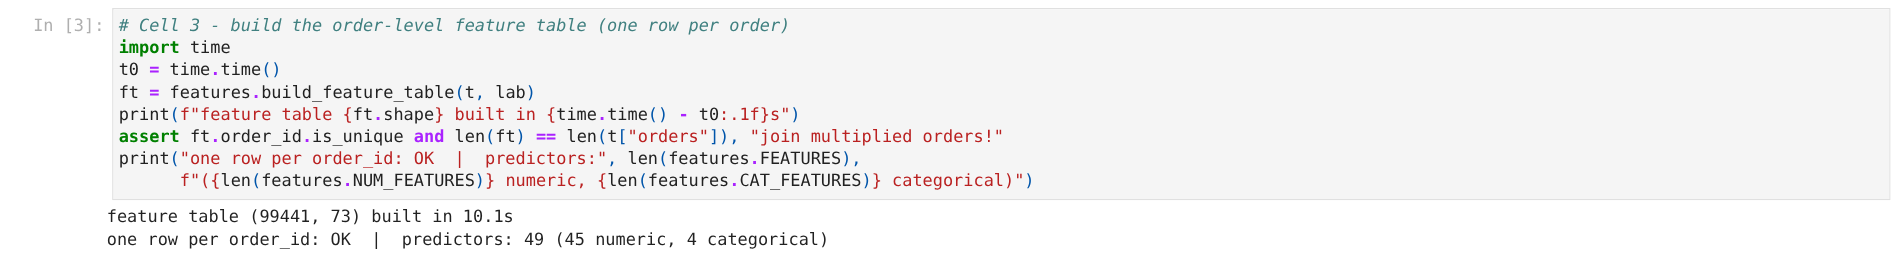 In [3]:
# Cell 3 - build the order-level feature table (one row per order)
import time
t0 = time.time()
ft = features.build_feature_table(t, lab)
print(f"feature table {ft.shape} built in {time.time() - t0:.1f}s")
assert ft.order_id.is_unique and len(ft) == len(t["orders"]), "join multiplied orders!"
print("one row per order_id: OK  |  predictors:", len(features.FEATURES),
      f"({len(features.NUM_FEATURES)} numeric, {len(features.CAT_FEATURES)} categorical)")
feature table (99441, 73) built in 10.1s
one row per order_id: OK  |  predictors: 49 (45 numeric, 4 categorical)